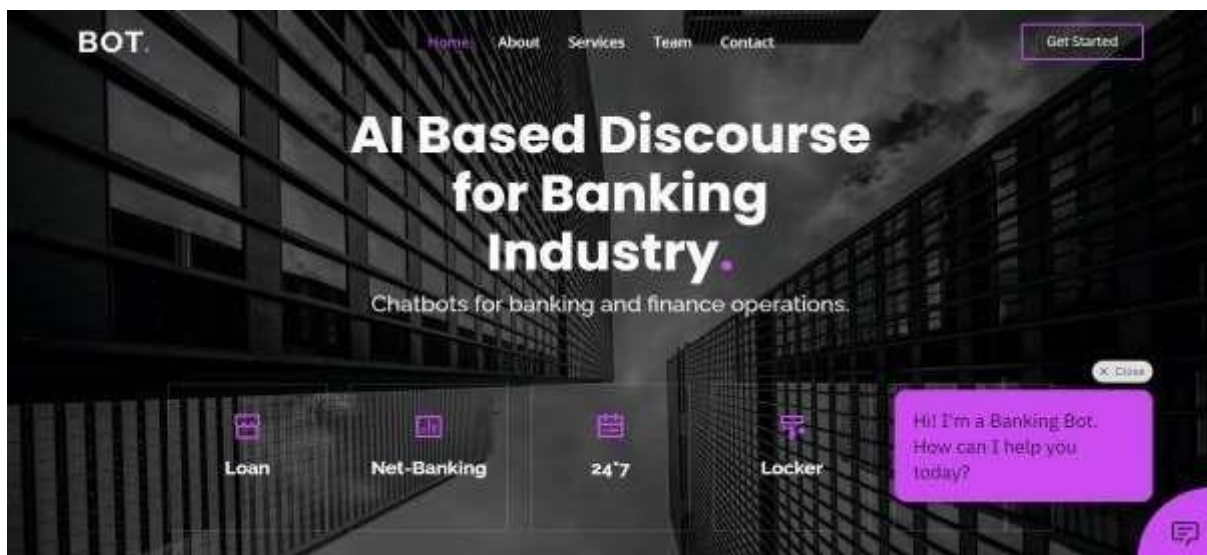 BOT.
Home About Services Team Contact
Get Started
AI Based Discourse
for Banking
Industry.
Chatbots for banking and finance operations.
× Close
Loan
Net-Banking
24*7
Locker
Hi! I'm a Banking Bot.
How can I help you
today?